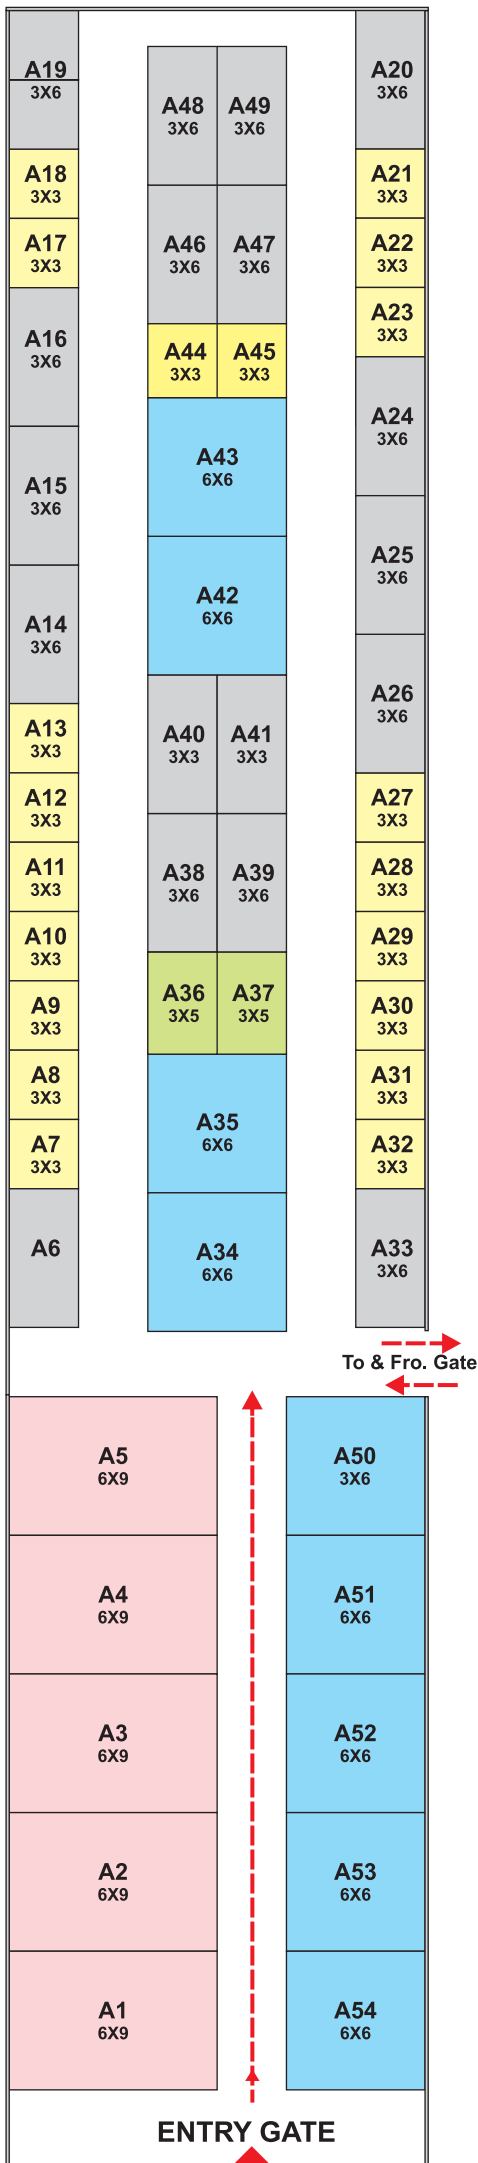 A19
3X6
A18
3X3
A17
3X3
A16
3X6
A15
3X6
A14
3X6
A13
3X3
A12
3X3
A11
3X3
A10
3X3
A9
3X3
A8
3X3
A7
3X3
A6
A48 A49
3X6 3X6
A46 A47
3X6 3X6
A44 A45
3X3 3X3
A43
6X6
A42
6X6
A40 A41
3X3 3X3
A38 A39
3X6 3X6
A36 A37
3X5 3X5
A35
6X6
A34
6X6
A20
3X6
A21
3X3
A22
3X3
A23
3X3
A24
3X6
A25
3X6
A26
3X6
A27
3X3
A28
3X3
A29
3X3
A30
3X3
A31
3X3
A32
3X3
A33
3X6
To & Fro. Gate
A5
6X9
A4
6X9
A3
6X9
A2
6X9
A1
6X9
A50
3X6
A51
6X6
A52
6X6
A53
6X6
A54
6X6
ENTRY GATE